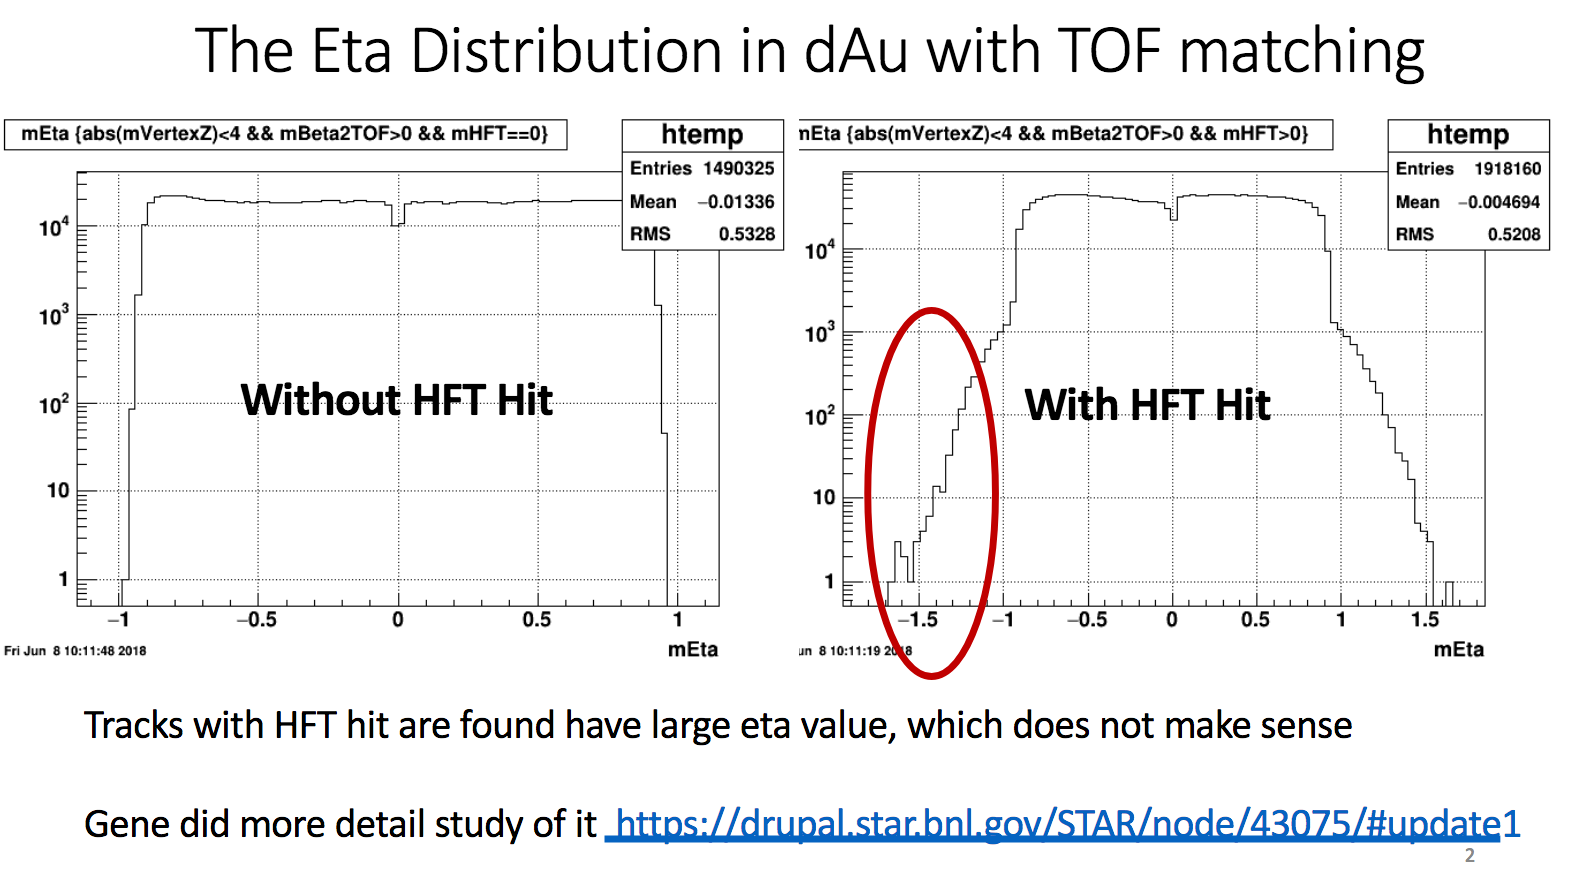 The Eta Distribution in dAu with TOF matching
mEta {abs(mVertexZ)<4 && mBeta2TOF>0 && mHFT==0}
htemp
Entries 1490325
Mean −0.01336
RMS 0.5328
10^4
10^3
10^2
10
1
−1 −0.5 0 0.5 1
mEta
Fri Jun 8 10:11:48 2018
Without HFT Hit
mEta {abs(mVertexZ)<4 && mBeta2TOF>0 && mHFT>0}
htemp
Entries 1918160
Mean −0.004694
RMS 0.5208
10^4
10^3
10^2
10
1
−1.5 −1 −0.5 0 0.5 1 1.5
mEta
un 8 10:11:19 2018
With HFT Hit
Tracks with HFT hit are found have large eta value, which does not make sense
Gene did more detail study of it https://drupal.star.bnl.gov/STAR/node/43075/#update1
2